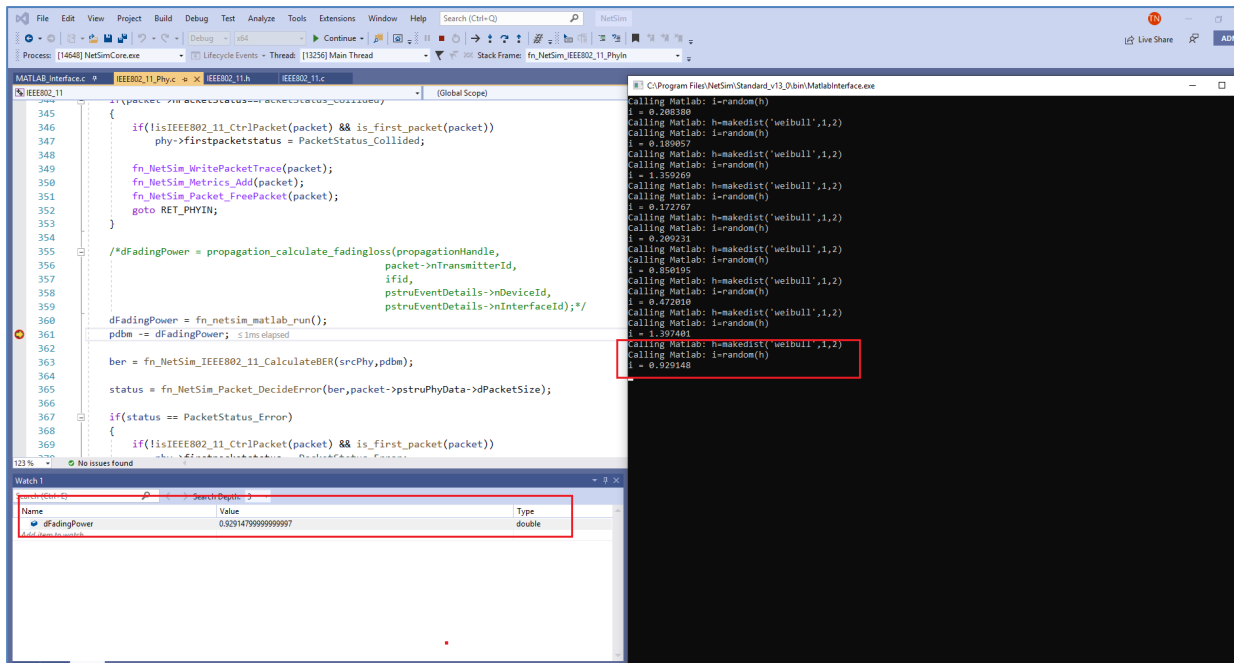 File Edit View Project Build Debug Test Analyze Tools Extensions Window Help Search (Ctrl+Q) NetSim TN
Debug x64 Continue Live Share
Process: [14648] NetSimCore.exe Lifecycle Events Thread: [13256] Main Thread Stack Frame: fn_NetSim_IEEE802_11_PhyIn
MATLAB_Interface.c IEEE802_11_Phy.c IEEE802_11.h IEEE802_11.c
IEEE802_11 (Global Scope)
344 if(packet->nPacketStatus==PacketStatus_Collided)
345 {
346 if(!isIEEE802_11_CtrlPacket(packet) && is_first_packet(packet))
347 phy->firstpacketstatus = PacketStatus_Collided;
348
349 fn_NetSim_WritePacketTrace(packet);
350 fn_NetSim_Metrics_Add(packet);
351 fn_NetSim_Packet_FreePacket(packet);
352 goto RET_PHYIN;
353 }
354
355 /*dFadingPower = propagation_calculate_fadingloss(propagationHandle,
356 packet->nTransmitterId,
357 ifid,
358 pstruEventDetails->nDeviceId,
359 pstruEventDetails->nInterfaceId);*/
360 dFadingPower = fn_netsim_matlab_run();
361 pdbm -= dFadingPower; ≤ 1ms elapsed
362
363 ber = fn_NetSim_IEEE802_11_CalculateBER(srcPhy,pdbm);
364
365 status = fn_NetSim_Packet_DecideError(ber,packet->pstruPhyData->dPacketSize);
366
367 if(status == PacketStatus_Error)
368 {
369 if(!isIEEE802_11_CtrlPacket(packet) && is_first_packet(packet))
123 % No issues found
Watch 1
Search (Ctrl+E) Search Depth: 3
Name Value Type
dFadingPower 0.92914799999999997 double
Add item to watch
C:\Program Files\NetSim\Standard_v13_0\bin\MatlabInterface.exe
Calling Matlab: i=random(h)
i = 0.208380
Calling Matlab: h=makedist('weibull',1,2)
Calling Matlab: i=random(h)
i = 0.189057
Calling Matlab: h=makedist('weibull',1,2)
Calling Matlab: i=random(h)
i = 1.359269
Calling Matlab: h=makedist('weibull',1,2)
Calling Matlab: i=random(h)
i = 0.172767
Calling Matlab: h=makedist('weibull',1,2)
Calling Matlab: i=random(h)
i = 0.209231
Calling Matlab: h=makedist('weibull',1,2)
Calling Matlab: i=random(h)
i = 0.850195
Calling Matlab: h=makedist('weibull',1,2)
Calling Matlab: i=random(h)
i = 0.472010
Calling Matlab: h=makedist('weibull',1,2)
Calling Matlab: i=random(h)
i = 1.397401
Calling Matlab: h=makedist('weibull',1,2)
Calling Matlab: i=random(h)
i = 0.929148